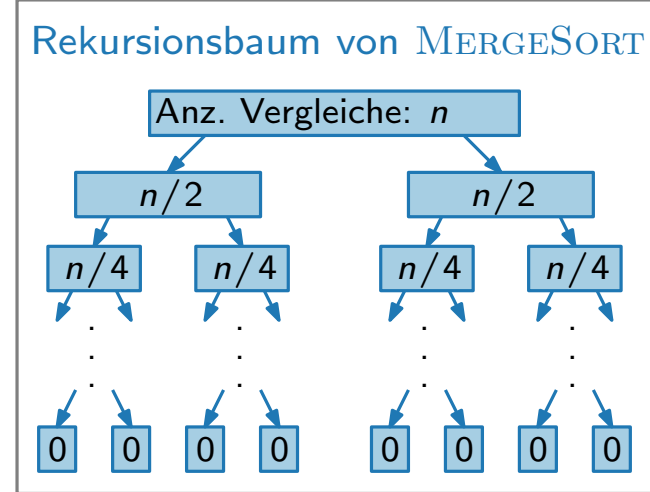 Rekursionsbaum von MERGESORT
Anz. Vergleiche: n
n/2 n/2
n/4 n/4 n/4 n/4
. . . .
. . . .
. . . .
0 0 0 0 0 0 0 0